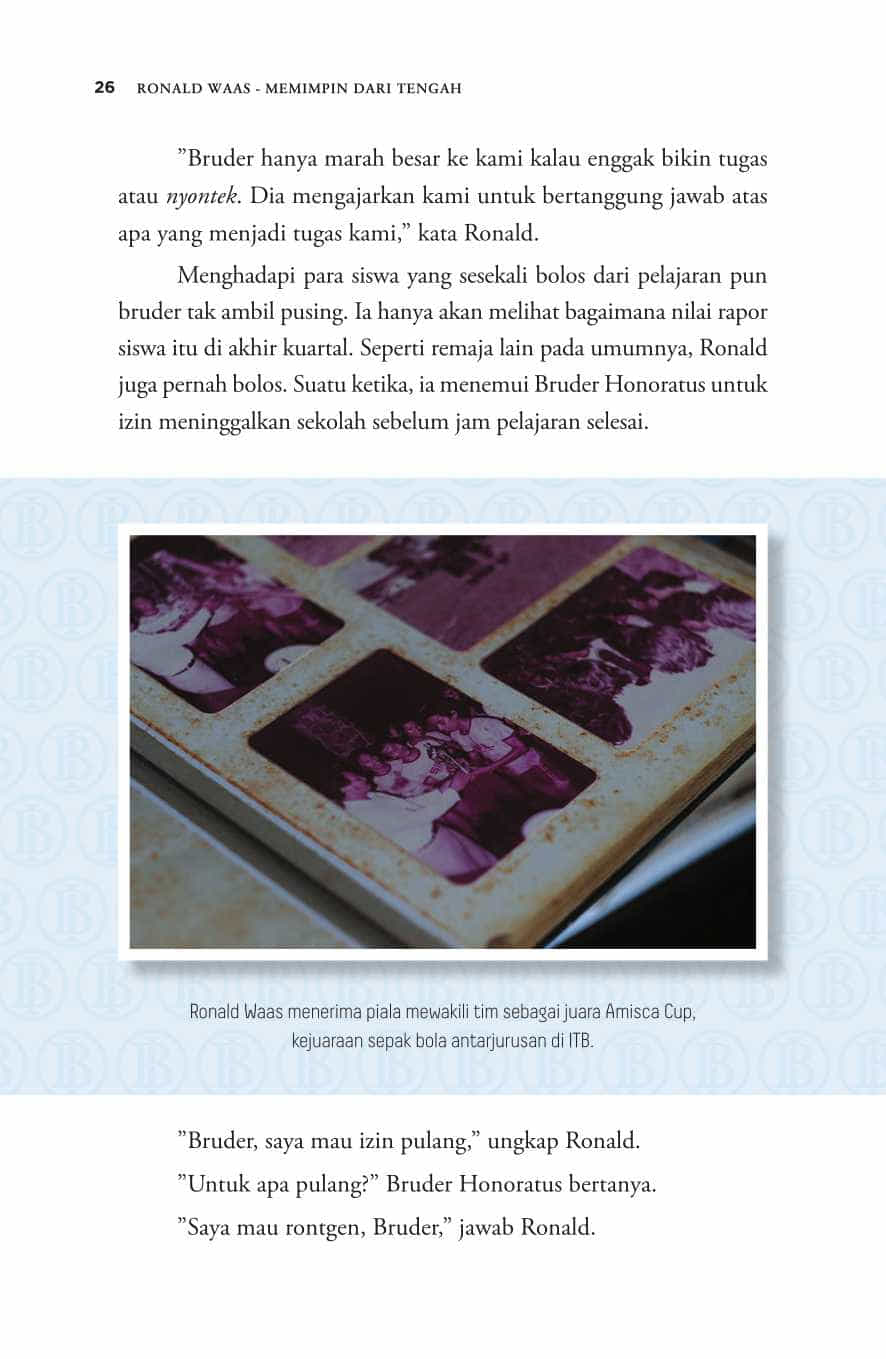 26 RONALD WAAS - MEMIMPIN DARI TENGAH
”Bruder hanya marah besar ke kami kalau enggak bikin tugas
atau nyontek. Dia mengajarkan kami untuk bertanggung jawab atas
apa yang menjadi tugas kami,” kata Ronald.
Menghadapi para siswa yang sesekali bolos dari pelajaran pun
bruder tak ambil pusing. Ia hanya akan melihat bagaimana nilai rapor
siswa itu di akhir kuartal. Seperti remaja lain pada umumnya, Ronald
juga pernah bolos. Suatu ketika, ia menemui Bruder Honoratus untuk
izin meninggalkan sekolah sebelum jam pelajaran selesai.
Ronald Waas menerima piala mewakili tim sebagai juara Amisca Cup,
kejuaraan sepak bola antarjurusan di ITB.
”Bruder, saya mau izin pulang,” ungkap Ronald.
”Untuk apa pulang?” Bruder Honoratus bertanya.
”Saya mau rontgen, Bruder,” jawab Ronald.